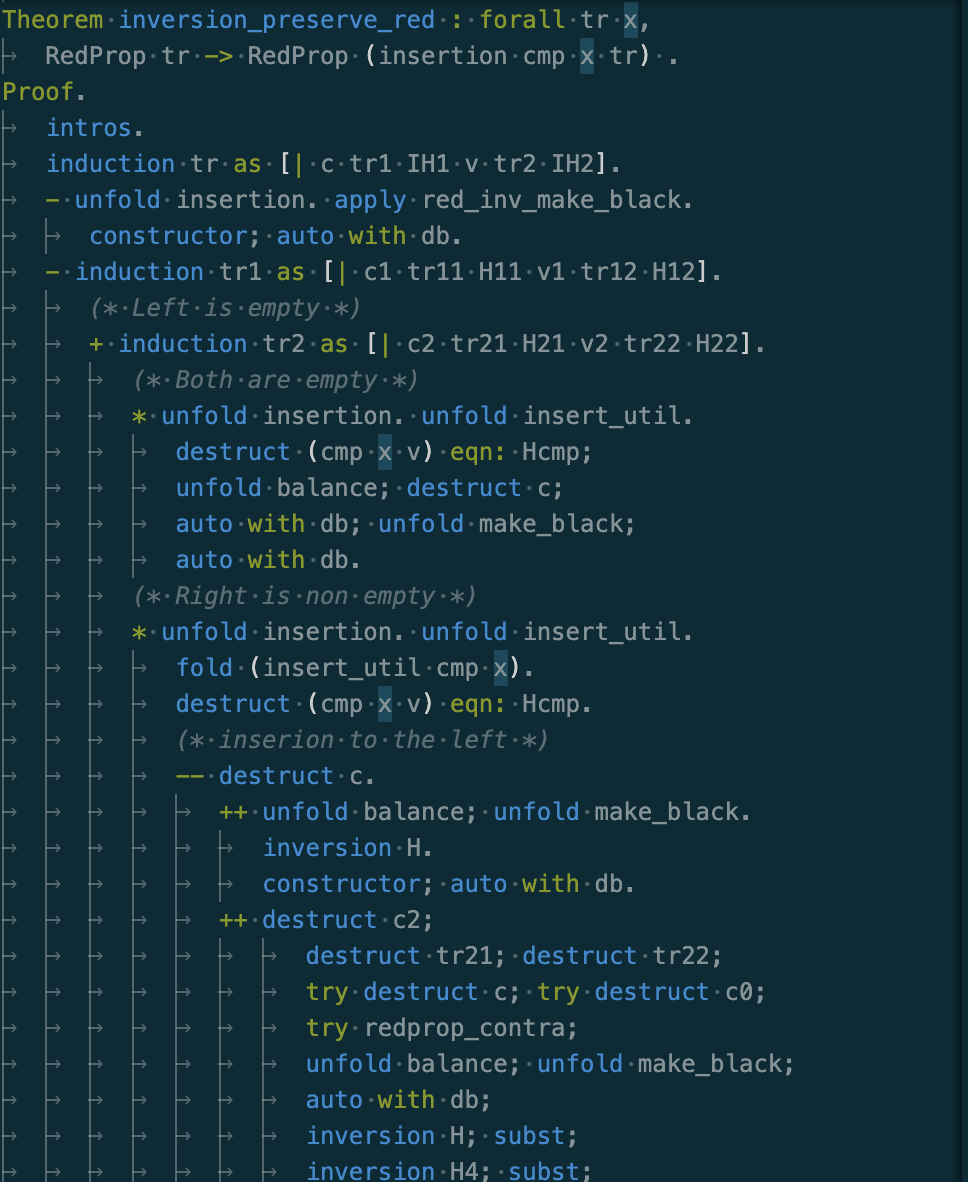 Theorem inversion_preserve_red : forall tr x,
RedProp tr -> RedProp (insertion cmp x tr) .
Proof.
intros.
induction tr as [| c tr1 IH1 v tr2 IH2].
- unfold insertion. apply red_inv_make_black.
constructor; auto with db.
- induction tr1 as [| c1 tr11 H11 v1 tr12 H12].
(* Left is empty *)
+ induction tr2 as [| c2 tr21 H21 v2 tr22 H22].
(* Both are empty *)
* unfold insertion. unfold insert_util.
destruct (cmp x v) eqn: Hcmp;
unfold balance; destruct c;
auto with db; unfold make_black;
auto with db.
(* Right is non empty *)
* unfold insertion. unfold insert_util.
fold (insert_util cmp x).
destruct (cmp x v) eqn: Hcmp.
(* inserion to the left *)
-- destruct c.
++ unfold balance; unfold make_black.
inversion H.
constructor; auto with db.
++ destruct c2;
destruct tr21; destruct tr22;
try destruct c; try destruct c0;
try redprop_contra;
unfold balance; unfold make_black;
auto with db;
inversion H; subst;
inversion H4; subst;